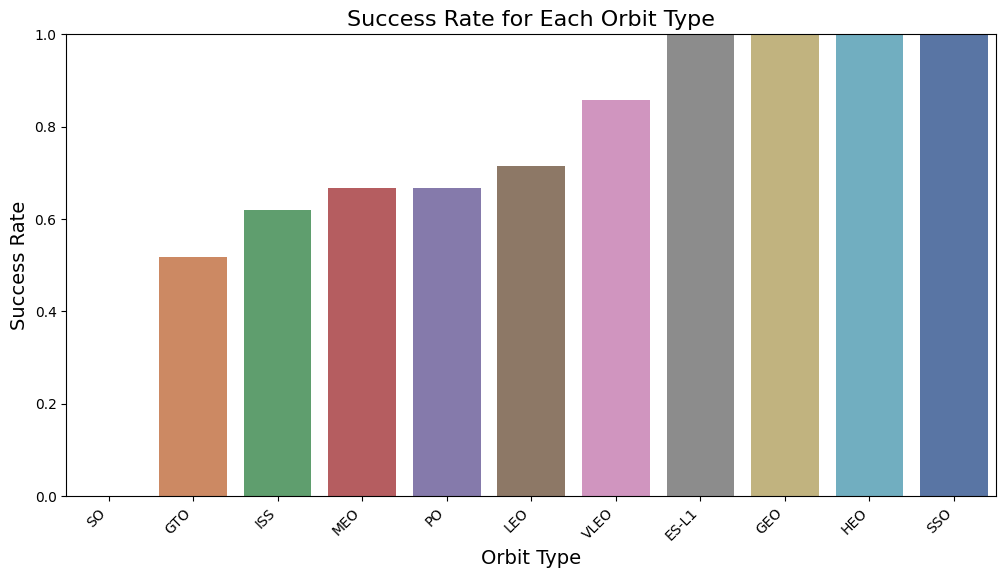 Success Rate for Each Orbit Type
Success Rate
1.0
0.8
0.6
0.4
0.2
0.0
SO
GTO
ISS
MEO
PO
LEO
VLEO
ES-L1
GEO
HEO
SSO
Orbit Type